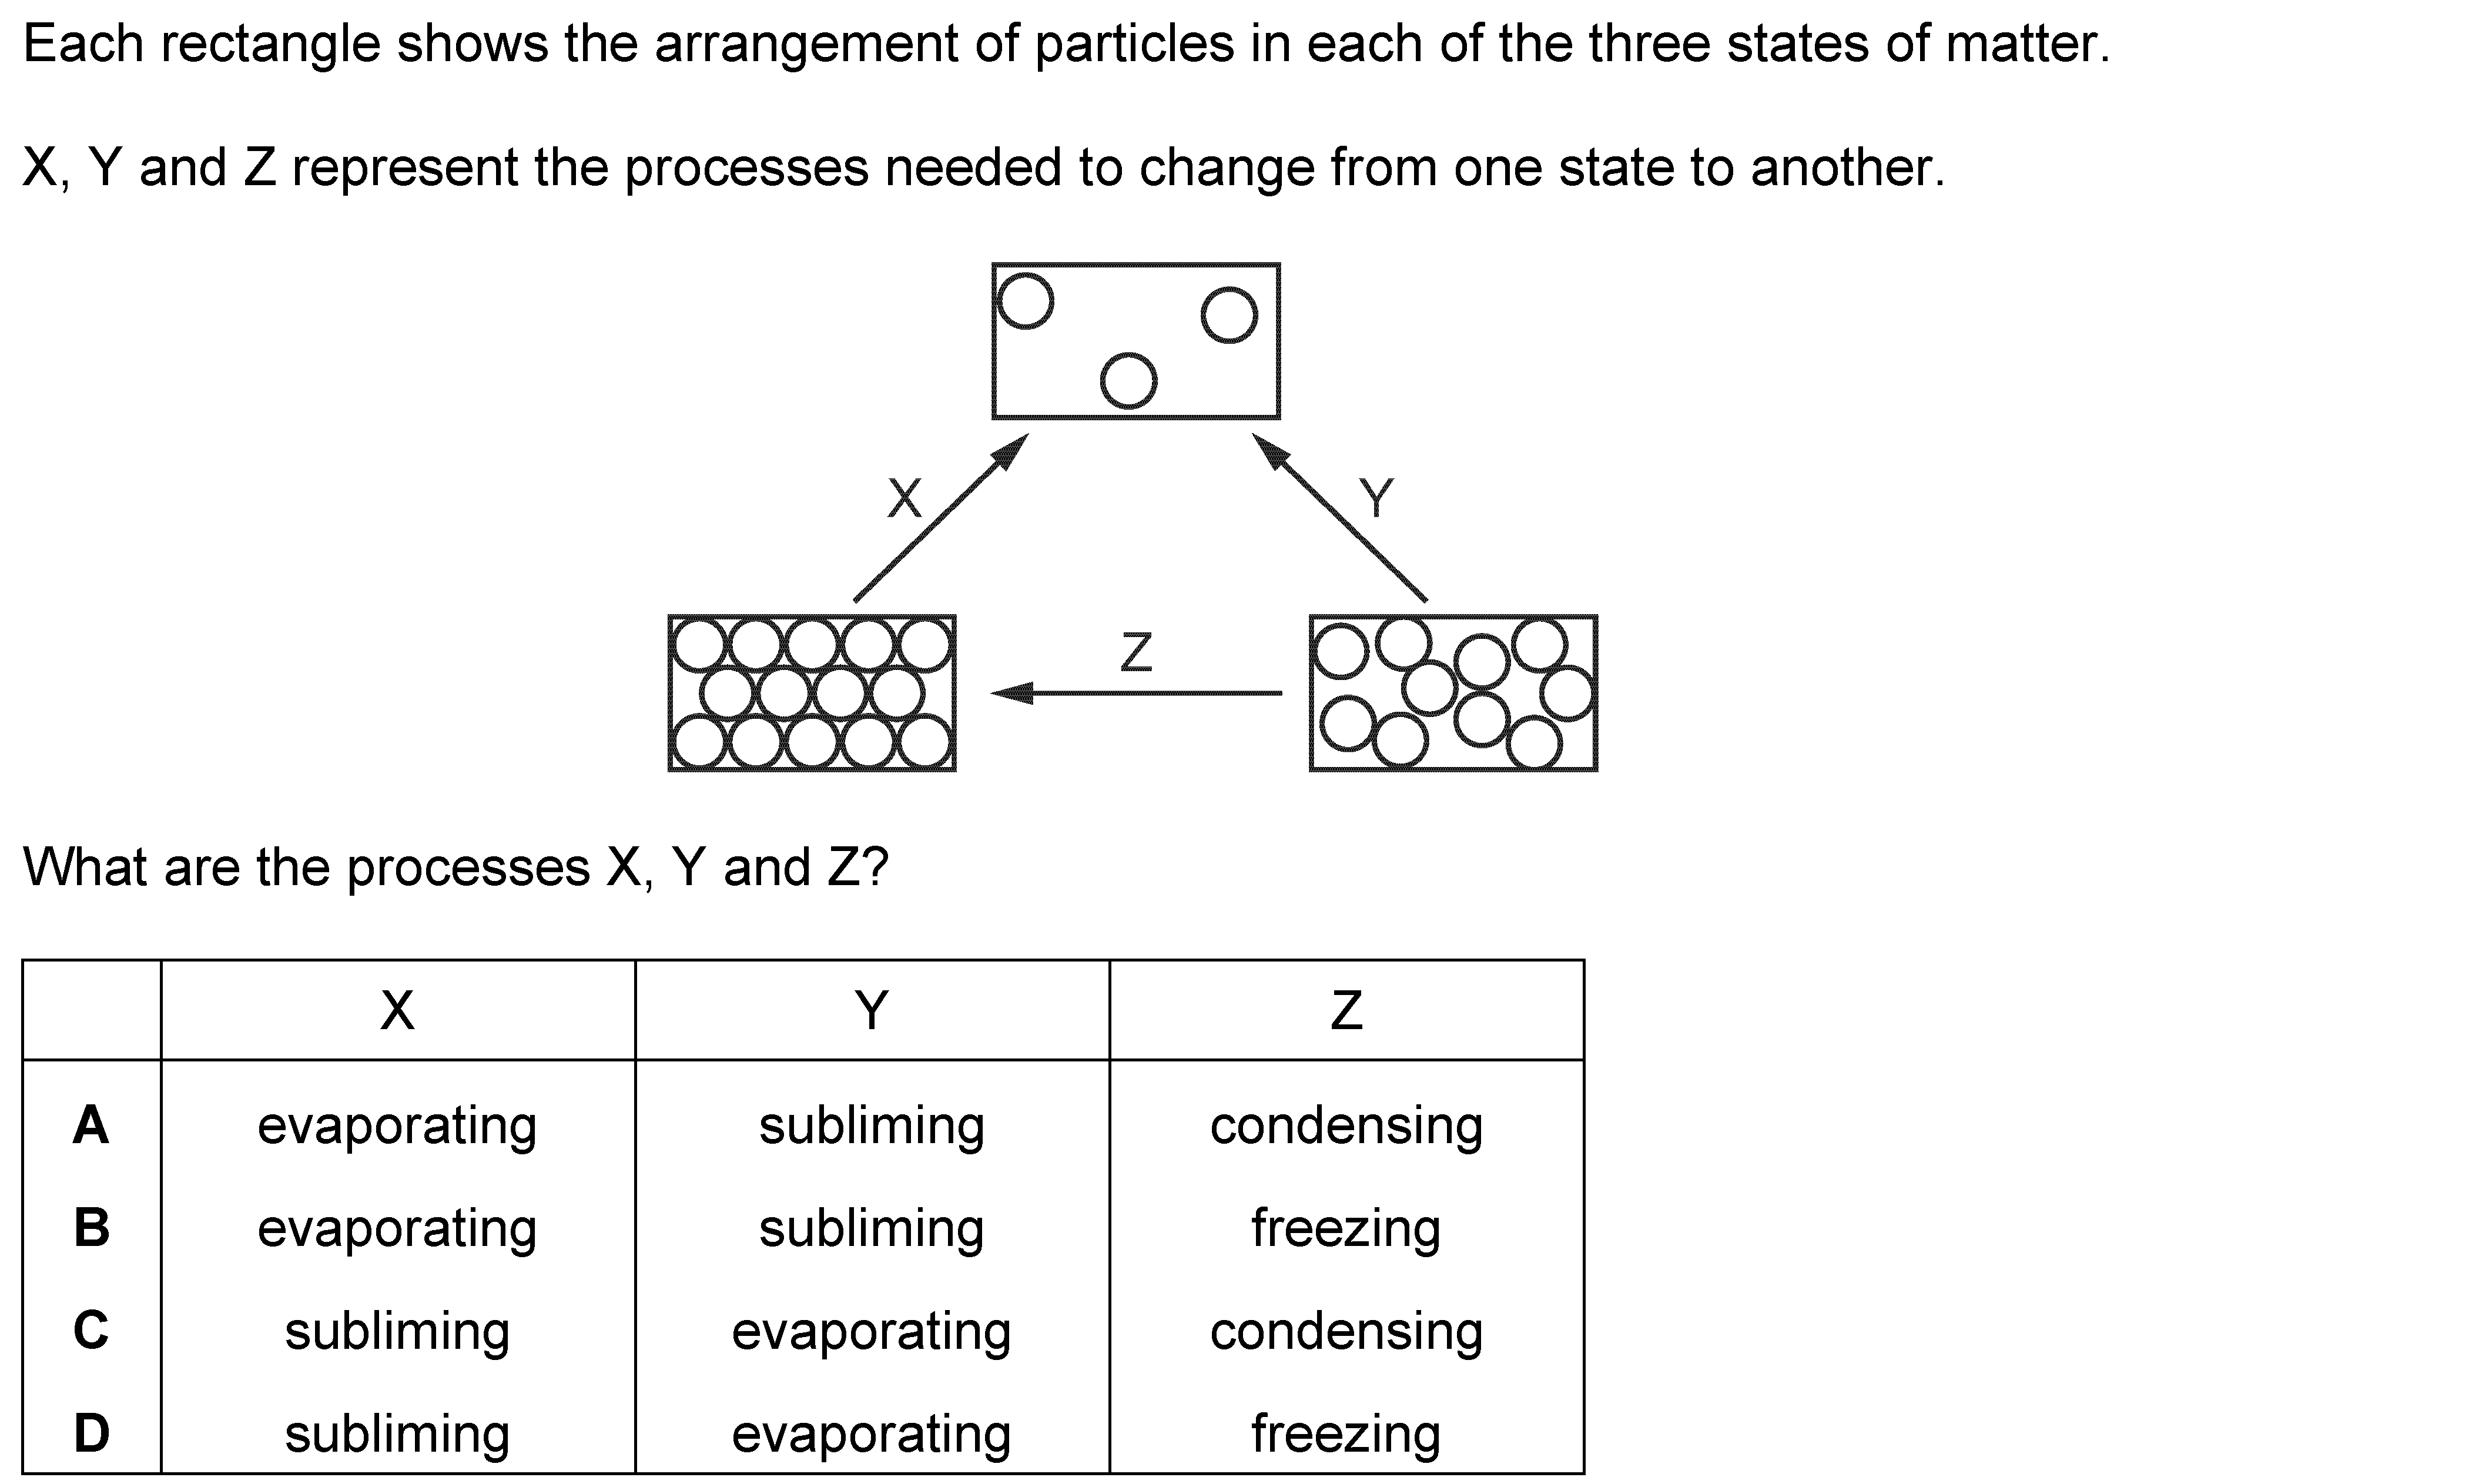 Each rectangle shows the arrangement of particles in each of the three states of matter.
X, Y and Z represent the processes needed to change from one state to another.
X
Y
Z
What are the processes X, Y and Z?
X Y Z
A evaporating subliming condensing
B evaporating subliming freezing
C subliming evaporating condensing
D subliming evaporating freezing